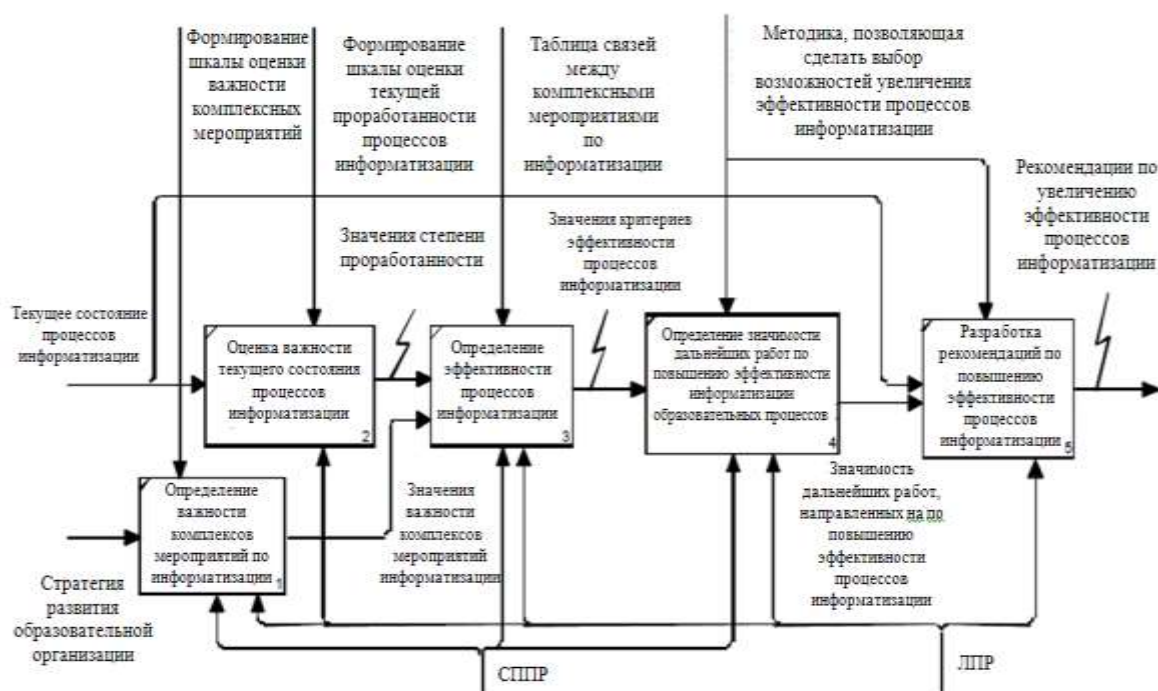 Формирование
шкалы оценки
важности
комплексных
мероприятий
Формирование
шкалы оценки
текущей
проработанности
процессов
информатизации
Таблица связей
между
комплексными
мероприятиями
по
информатизации
Методика, позволяющая
сделать выбор
возможностей увеличения
эффективности процессов
информатизации
Рекомендации по
увеличению
эффективности
процессов
информатизации
Значения степени
проработанности
Значения критериев
эффективности
процессов
информатизации
Текущее состояние
процессов
информатизации
Оценка важности
текущего состояния
процессов
информатизации
2
Определение
эффективности
процессов
информатизации
3
Определение значимости
дальнейших работ по
повышению эффективности
информатизации
образовательных процессов
4
Разработка
рекомендаций по
повышению
эффективности
процессов
информатизации
5
Определение
важности
комплексов
мероприятий по
информатизации
1
Значения
важности
комплексов
мероприятий
информатизации
Значимость
дальнейших работ,
направленных на по
повышению
эффективности
процессов
информатизации
Стратегия
развития
образовательной
организации
СППР
ЛПР